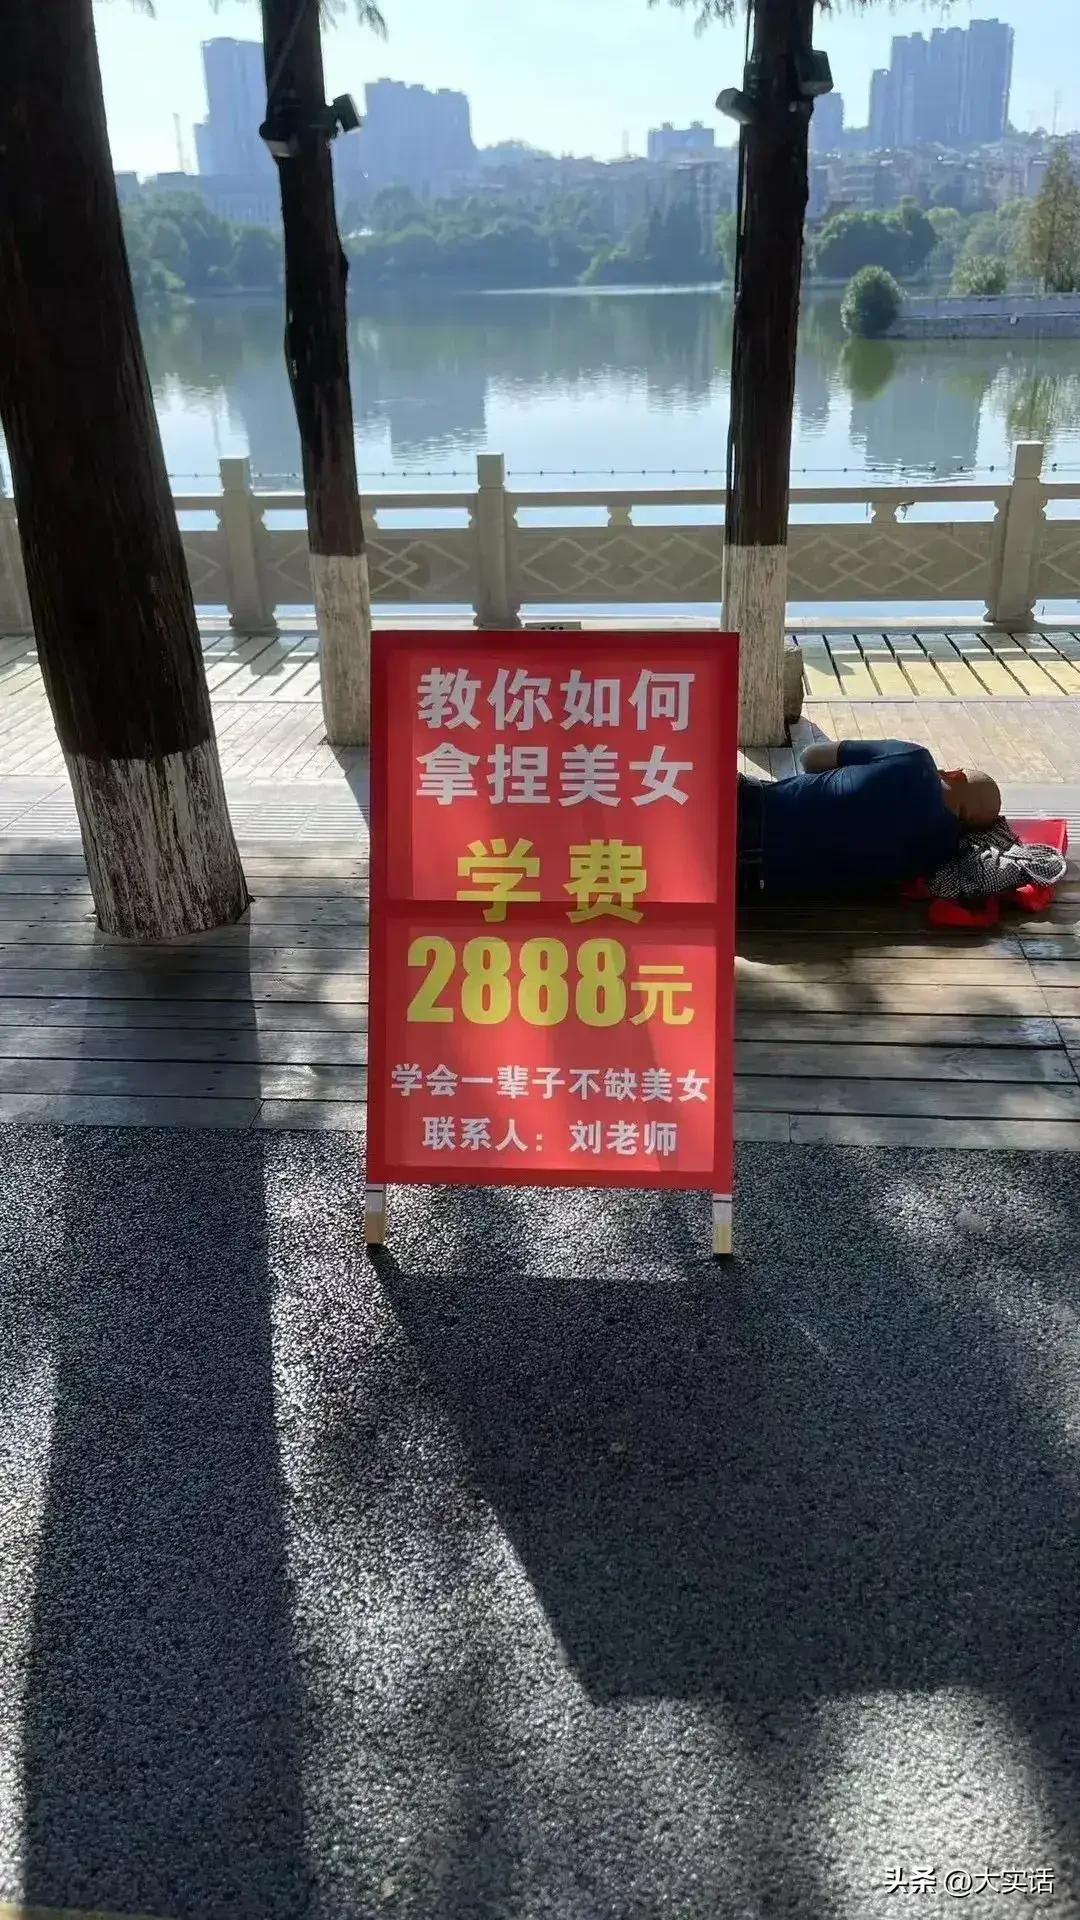 教你如何
拿捏美女
学费
2888元
学会一辈子不缺美女
联系人：刘老师
头条 @大实话